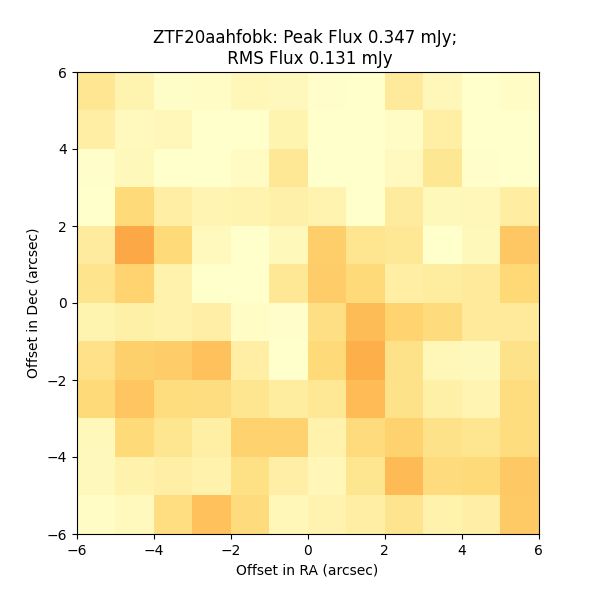 ZTF20aahfobk: Peak Flux 0.347 mJy;
RMS Flux 0.131 mJy
6
4
2
0
−2
−4
−6
Offset in Dec (arcsec)
−6 −4 −2 0 2 4 6
Offset in RA (arcsec)